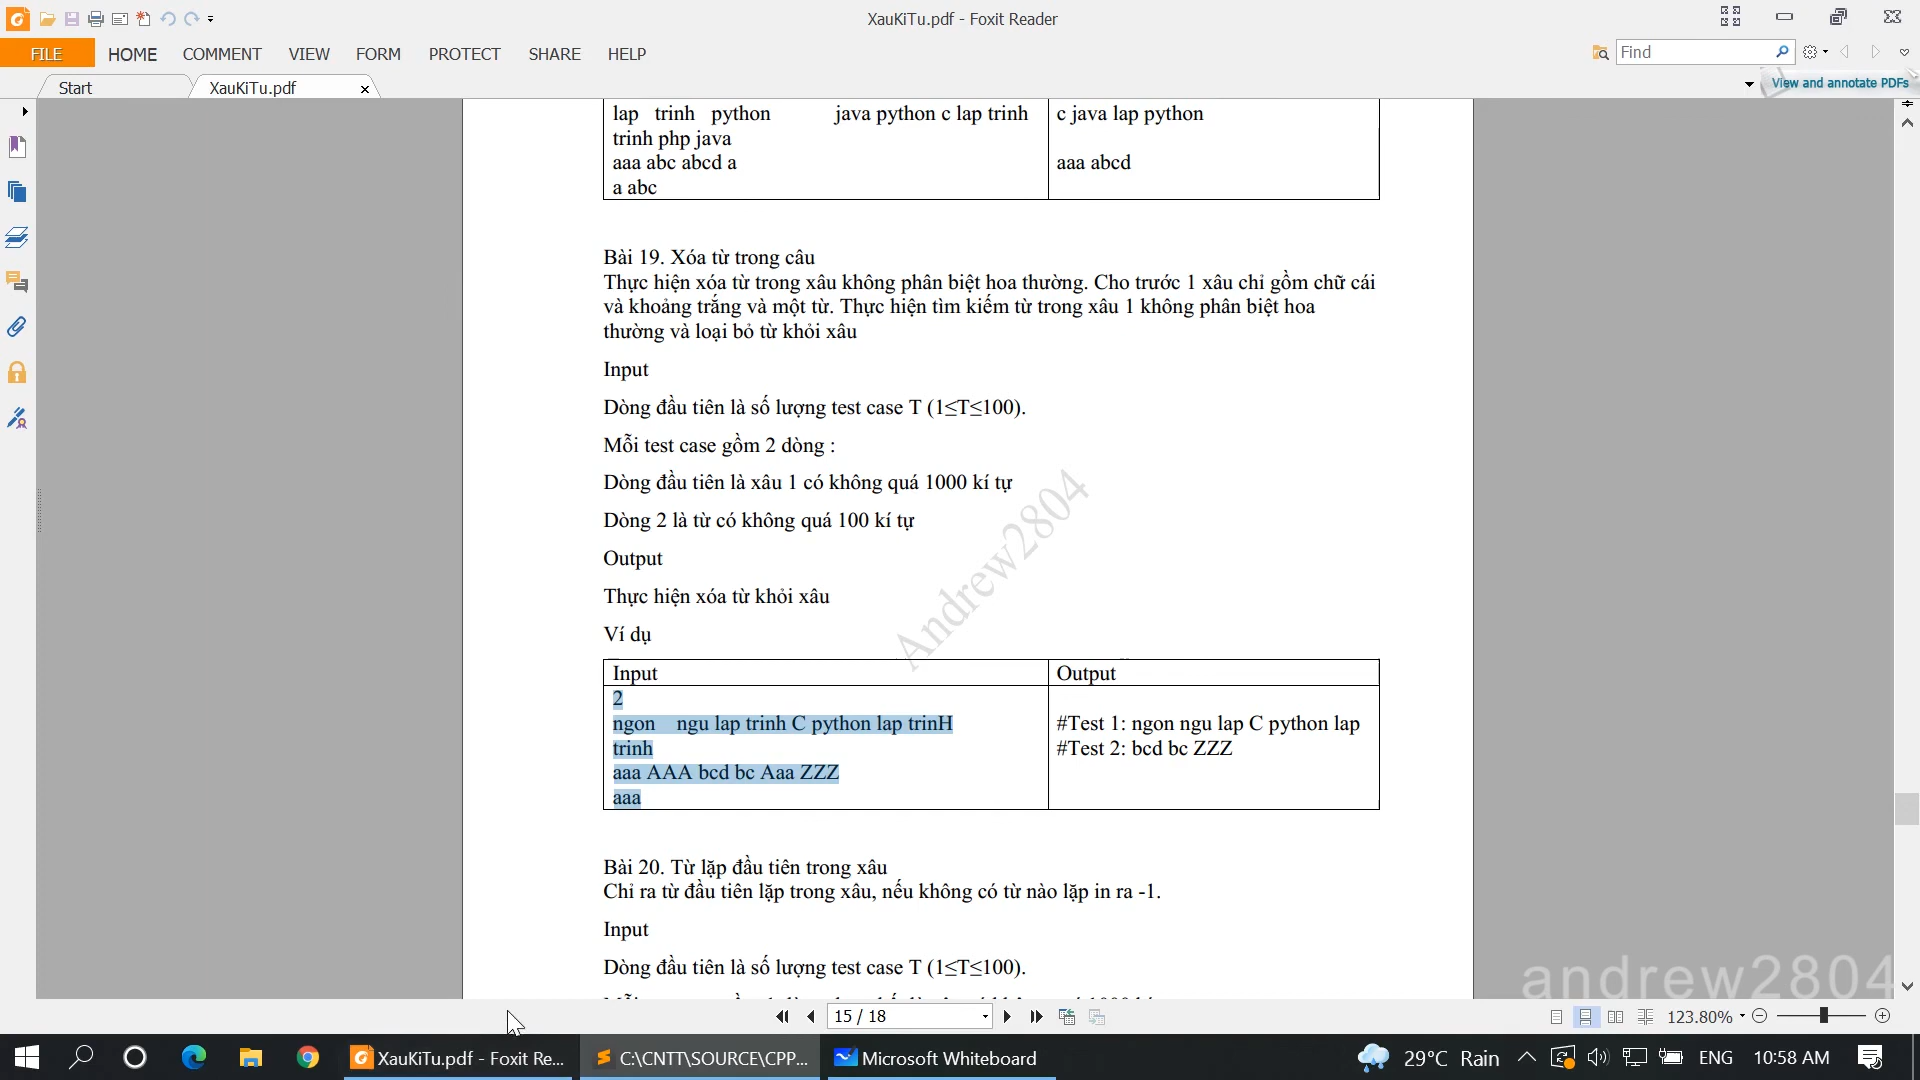 XauKiTu.pdf - Foxit Reader
FILE HOME COMMENT VIEW FORM PROTECT SHARE HELP
Find
Start XauKiTu.pdf
View and annotate PDFs
lap trinh python java python c lap trinh
trinh php java
aaa abc abcd a
a abc
c java lap python
aaa abcd
Bài 19. Xóa từ trong câu
Thực hiện xóa từ trong xâu không phân biệt hoa thường. Cho trước 1 xâu chỉ gồm chữ cái
và khoảng trắng và một từ. Thực hiện tìm kiếm từ trong xâu 1 không phân biệt hoa
thường và loại bỏ từ khỏi xâu
Input
Dòng đầu tiên là số lượng test case T (1≤T≤100).
Mỗi test case gồm 2 dòng :
Dòng đầu tiên là xâu 1 có không quá 1000 kí tự
Dòng 2 là từ có không quá 100 kí tự
Output
Thực hiện xóa từ khỏi xâu
Ví dụ
Andrew2804
Input
2
ngon ngu lap trinh C python lap trinH
trinh
aaa AAA bcd bc Aaa ZZZ
aaa
Output
#Test 1: ngon ngu lap C python lap
#Test 2: bcd bc ZZZ
Bài 20. Từ lặp đầu tiên trong xâu
Chỉ ra từ đầu tiên lặp trong xâu, nếu không có từ nào lặp in ra -1.
Input
Dòng đầu tiên là số lượng test case T (1≤T≤100).
andrew2804
15 / 18
123.80%
XauKiTu.pdf - Foxit Re...
C:\CNTT\SOURCE\CPP...
Microsoft Whiteboard
29°C Rain
ENG
10:58 AM